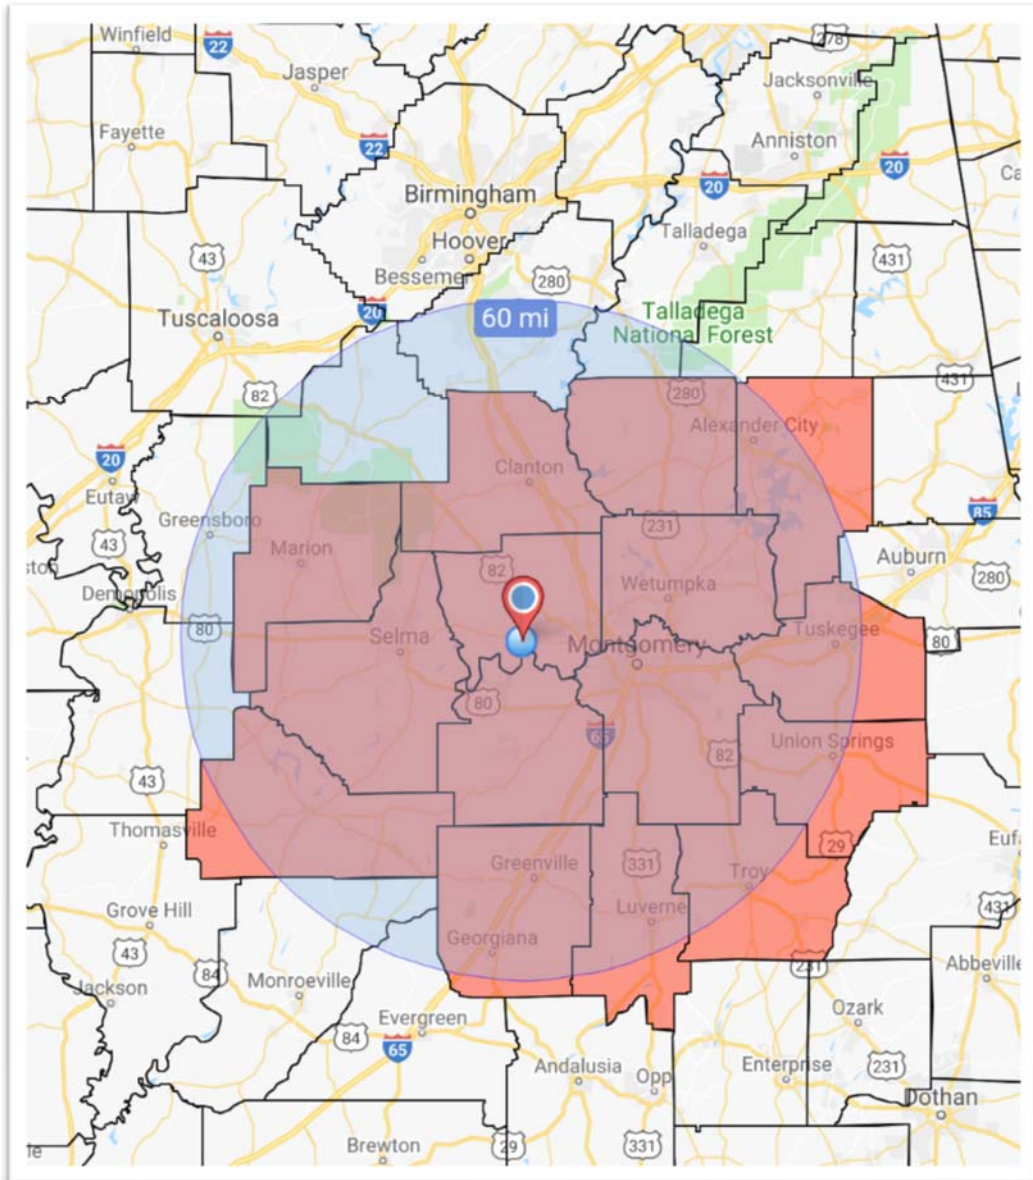 Winfield
22
278
Jasper
Jacksonville
Fayette
22
Anniston
20
20
Ca
Birmingham
43
Hoover
Talladega
Bessemer
280
431
20
60 mi
Talladega
National Forest
Tuscaloosa
82
280
431
Alexander City
20
Clanton
Eutaw
Greensboro
231
85
43
Marion
82
Auburn
ston
Wetumpka
280
Demopolis
80
Selma
Montgomery
Tuskegee
80
80
65
82
Union Springs
43
Thomasville
29
Eufa
Greenville
331
Troy
Luverne
Grove Hill
431
43
Georgiana
84
231
Abbeville
Jackson
Monroeville
Ozark
Evergreen
84
65
Andalusia
Opp
Enterprise
231
Dothan
Brewton
29
331
le